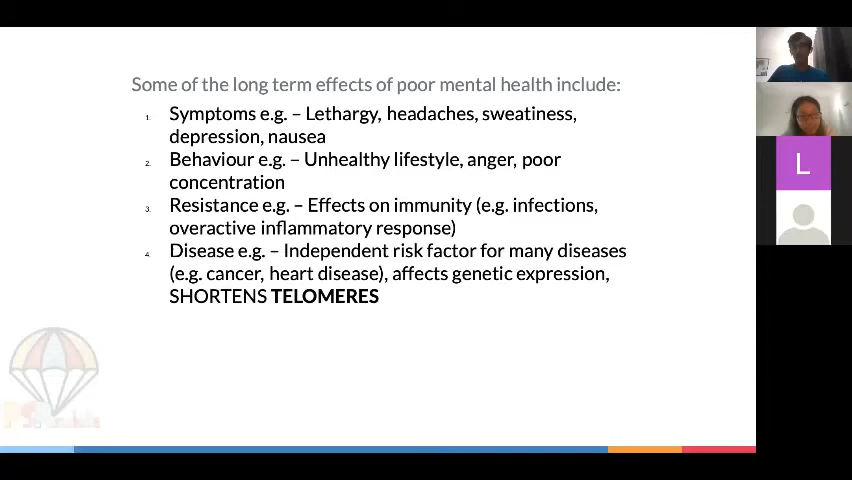 Some of the long term effects of poor mental health include:
1. Symptoms e.g. – Lethargy, headaches, sweatiness,
depression, nausea
2. Behaviour e.g. – Unhealthy lifestyle, anger, poor
concentration
3. Resistance e.g. – Effects on immunity (e.g. infections,
overactive inflammatory response)
4. Disease e.g. – Independent risk factor for many diseases
(e.g. cancer, heart disease), affects genetic expression,
SHORTENS TELOMERES
L